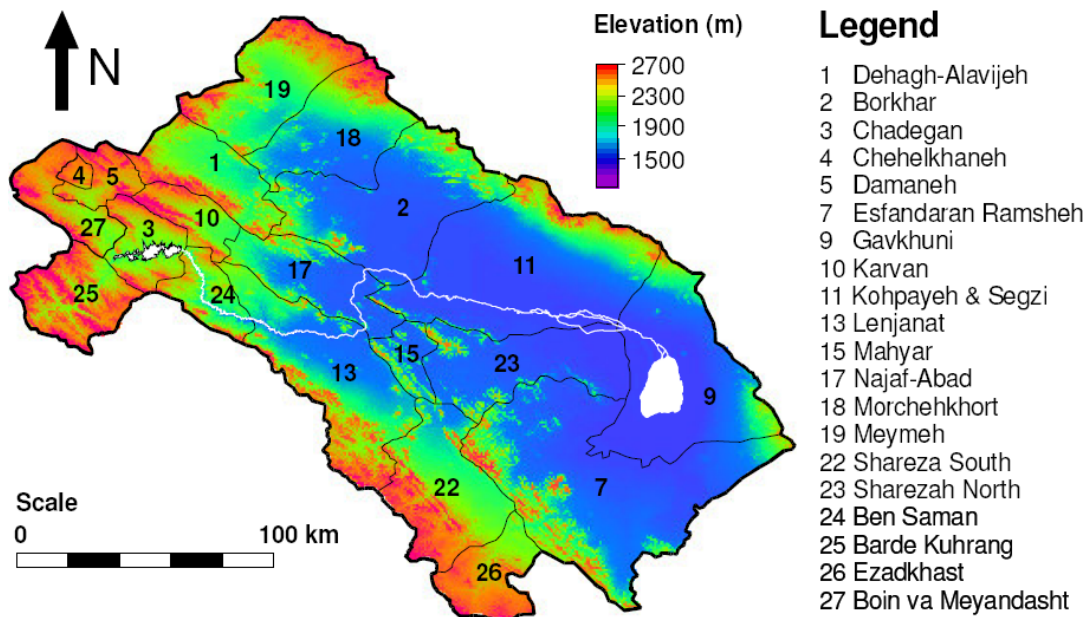 N
Elevation (m)
2700
2300
1900
1500
19
18
1
2
4
5
10
27
3
11
17
25
24
15
13
23
9
22
7
26
Scale
0 100 km
Legend
1 Dehagh-Alavijeh
2 Borkhar
3 Chadegan
4 Chehelkhaneh
5 Damaneh
7 Esfandaran Ramsheh
9 Gavkhuni
10 Karvan
11 Kohpayeh & Segzi
13 Lenjanat
15 Mahyar
17 Najaf-Abad
18 Morchehkhort
19 Meymeh
22 Shareza South
23 Sharezah North
24 Ben Saman
25 Barde Kuhrang
26 Ezadkhast
27 Boin va Meyandasht